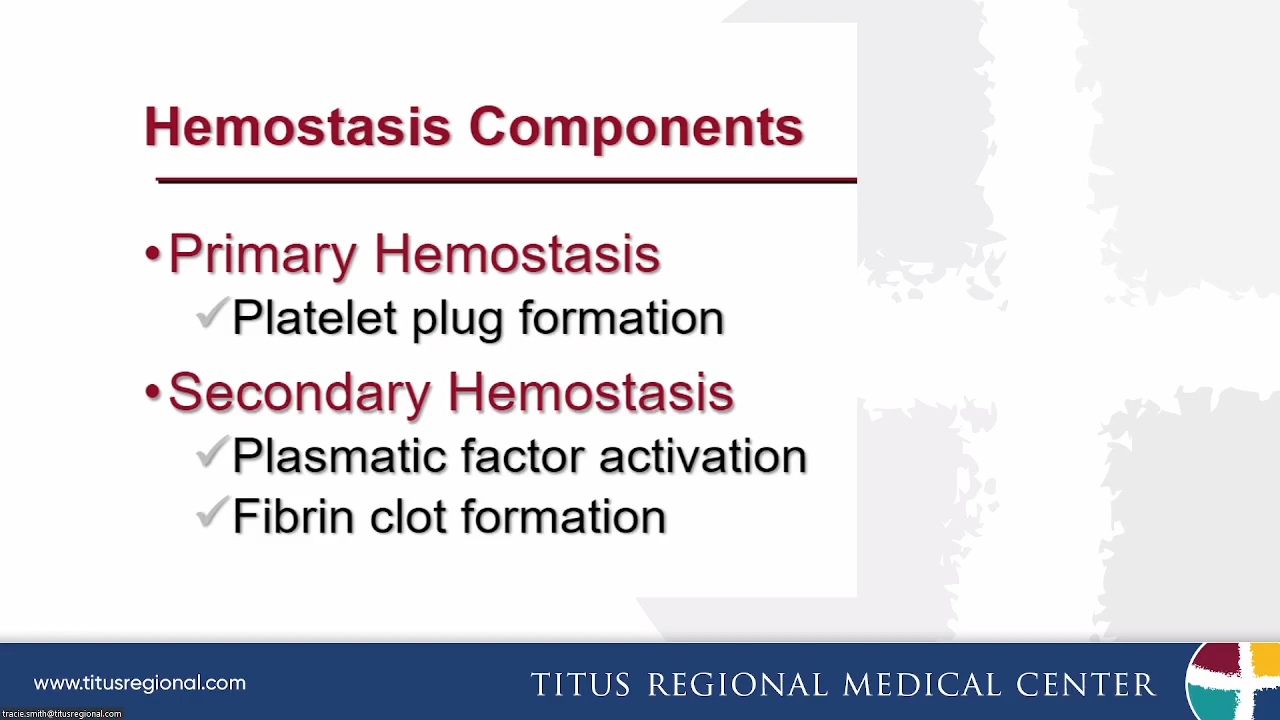 Hemostasis Components
•Primary Hemostasis
✓Platelet plug formation
•Secondary Hemostasis
✓Plasmatic factor activation
✓Fibrin clot formation
www.titusregional.com
TITUS REGIONAL MEDICAL CENTER
tracie.smith@titusregional.com